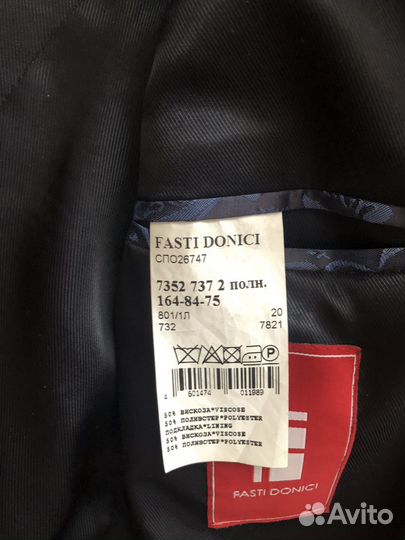 FASTI DONICI
СПО26747
7352 737 2 полн.
164-84-75
801/1Л 20
732 7821
P
4 601474 011989
50% ВИСКОЗА*VISCOSE
50% ПОЛИЭСТЕР*POLYESTER
ПОДКЛАДКА*LINING
50% ВИСКОЗА*VISCOSE
50% ПОЛИЭСТЕР*POLYESTER
FASTI DONICI
Avito